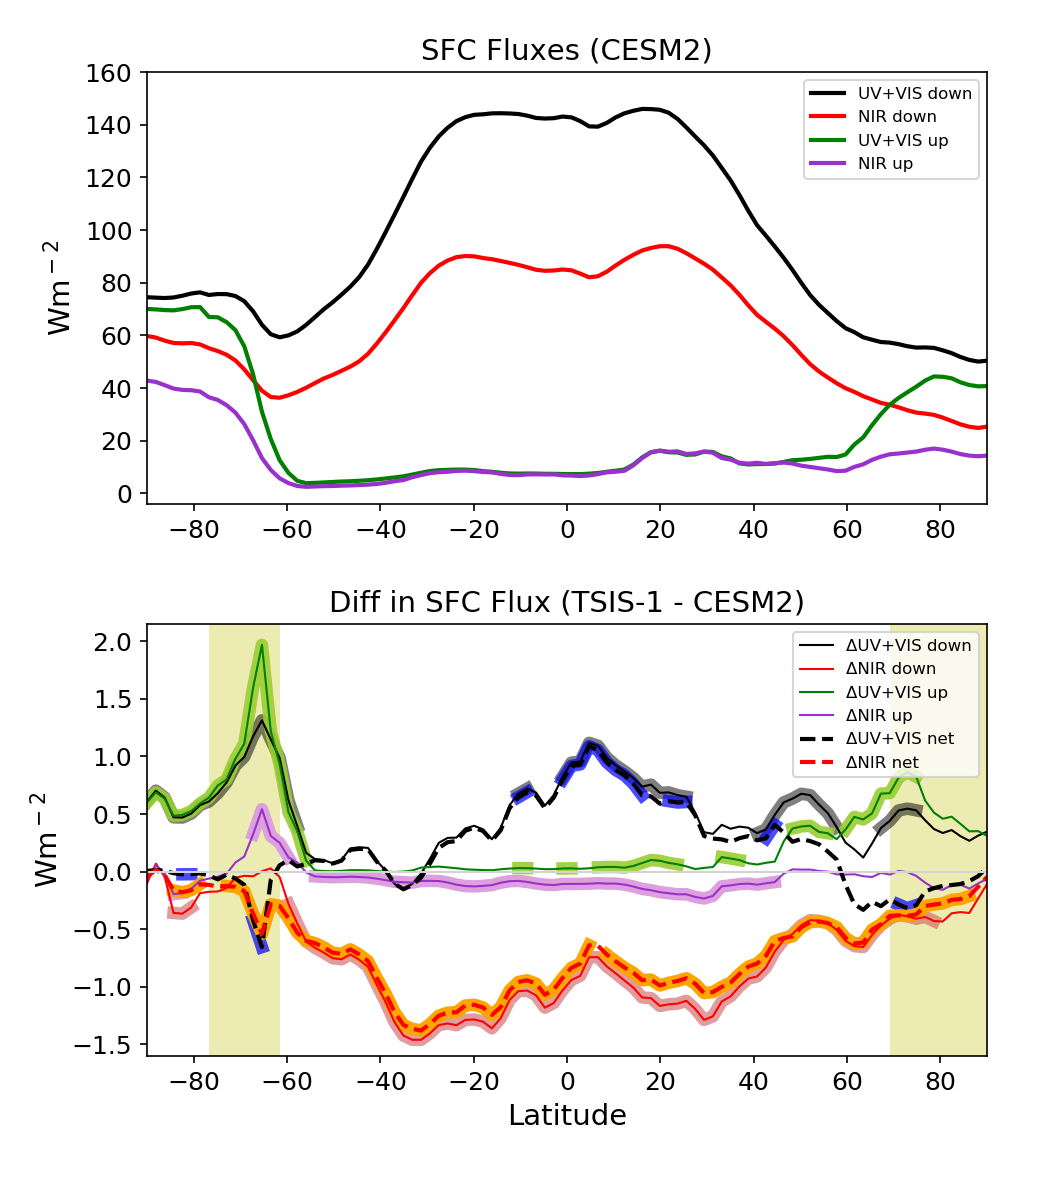 SFC Fluxes (CESM2)
160
140
120
100
80
60
40
20
0
Wm⁻²
UV+VIS down
NIR down
UV+VIS up
NIR up
−80 −60 −40 −20 0 20 40 60 80
Diff in SFC Flux (TSIS-1 - CESM2)
2.0
1.5
1.0
0.5
0.0
−0.5
−1.0
−1.5
Wm⁻²
ΔUV+VIS down
ΔNIR down
ΔUV+VIS up
ΔNIR up
ΔUV+VIS net
ΔNIR net
−80 −60 −40 −20 0 20 40 60 80
Latitude